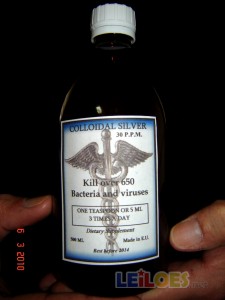 COLLOIDAL SILVER
30 P.P.M.
Kill over 650
Bacteria and viruses
ONE TEASPOON OR 5 ML
3 TIMES A DAY
Dietary Supplement
500 ML
Made in E.U.
Best before 2014
6 3 2010
LEILOES